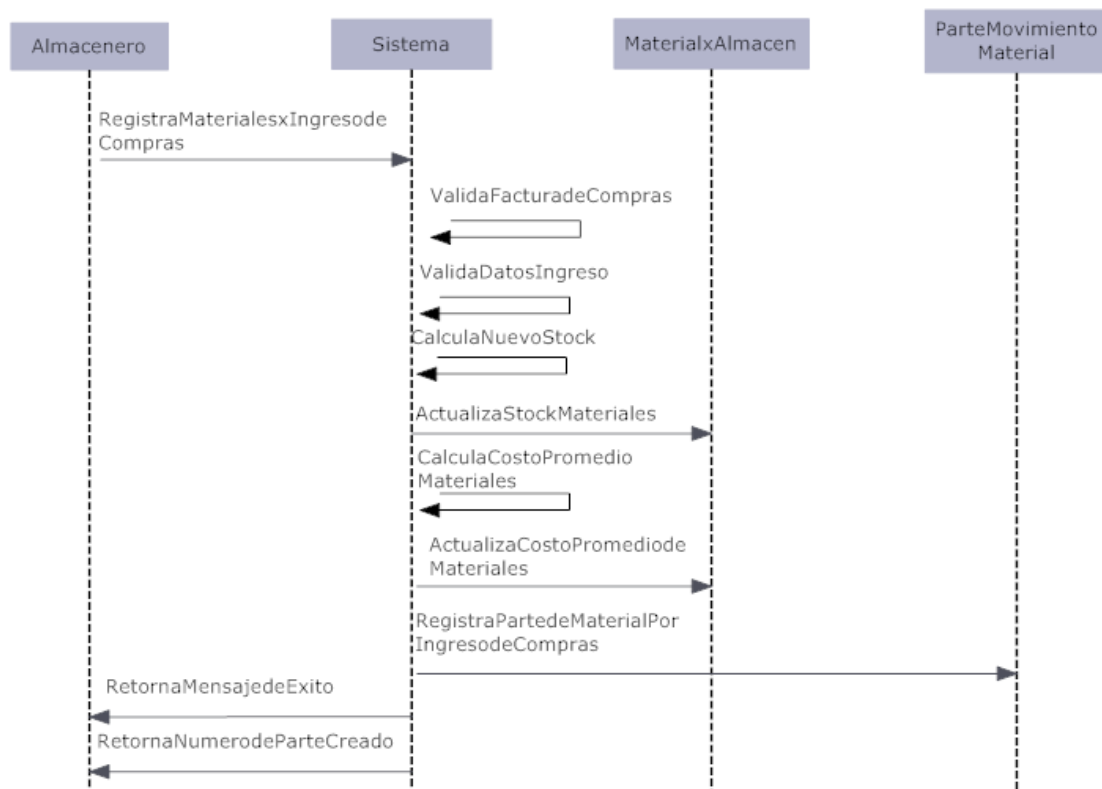 Almacenero
Sistema
MaterialxAlmacen
ParteMovimiento
Material
RegistraMaterialesxIngresode
Compras
ValidaFacturadeCompras
ValidaDatosIngreso
CalculaNuevoStock
ActualizaStockMateriales
CalculaCostoPromedio
Materiales
ActualizaCostoPromediode
Materiales
RegistraPartedeMaterialPor
IngresodeCompras
RetornaMensajedeExito
RetornaNumerodeParteCreado